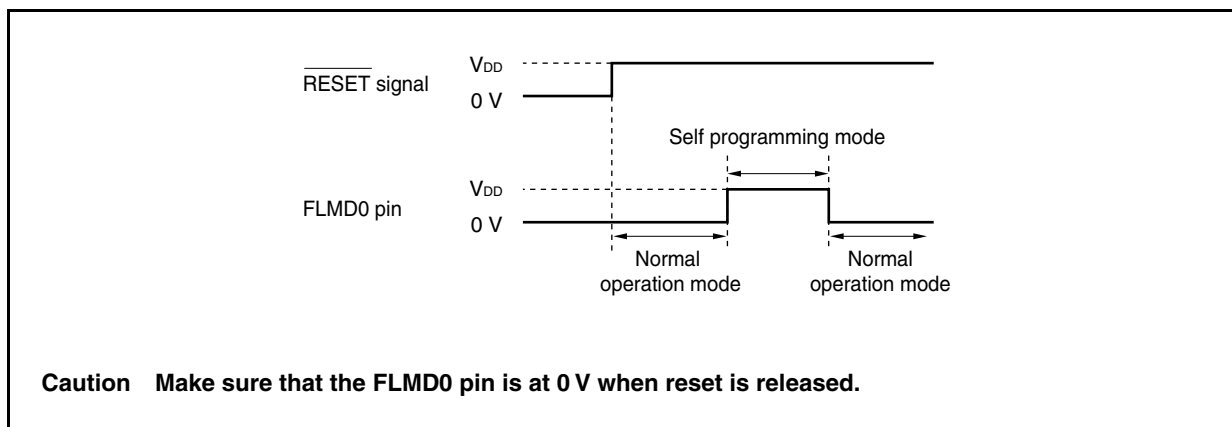 RESET signal
VDD
0 V
Self programming mode
FLMD0 pin
VDD
0 V
Normal
operation mode
Normal
operation mode
Caution Make sure that the FLMD0 pin is at 0 V when reset is released.